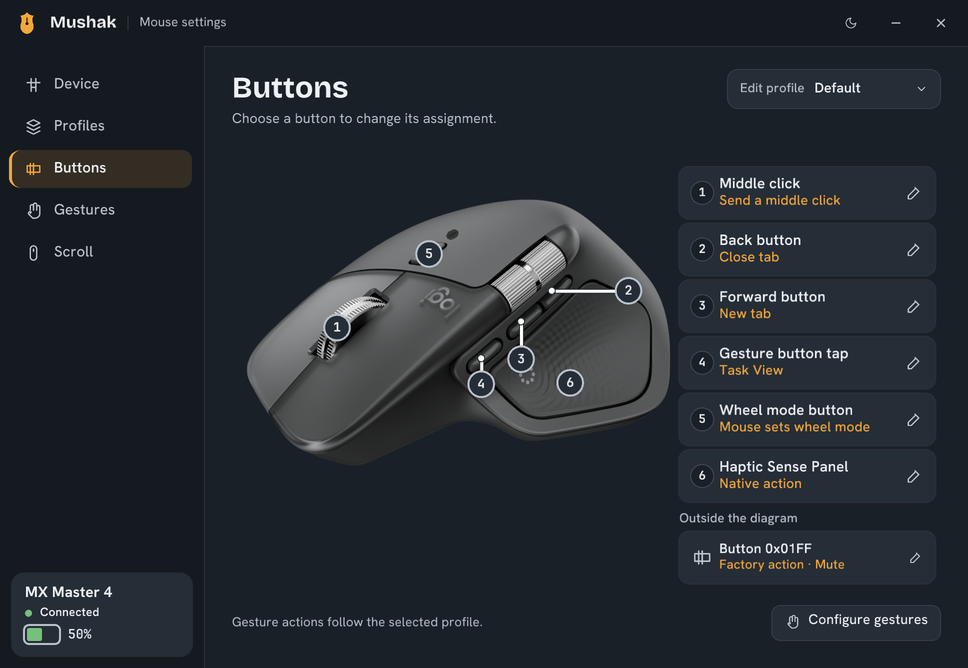 Mushak
Mouse settings
Device
Profiles
Buttons
Gestures
Scroll
MX Master 4
Connected
50%
Buttons
Choose a button to change its assignment.
Edit profile Default
logi
1
2
3
4
5
6
1 Middle click
Send a middle click
2 Back button
Close tab
3 Forward button
New tab
4 Gesture button tap
Task View
5 Wheel mode button
Mouse sets wheel mode
6 Haptic Sense Panel
Native action
Outside the diagram
Button 0x01FF
Factory action · Mute
Gesture actions follow the selected profile.
Configure gestures